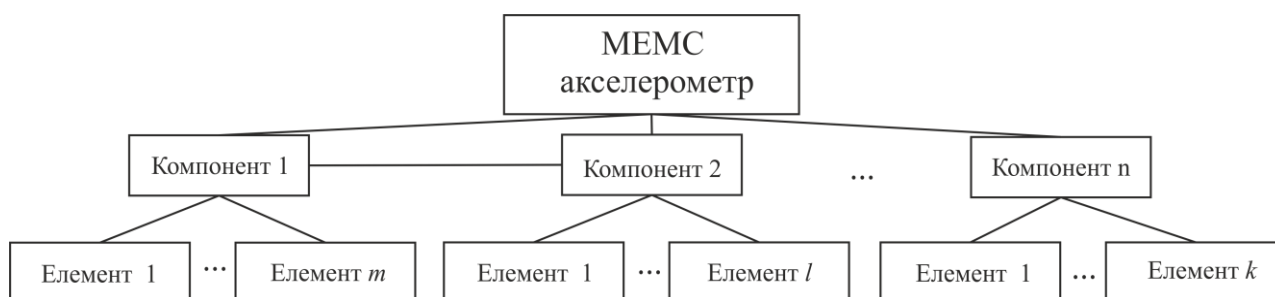 МЕМС
акселерометр
Компонент 1
Компонент 2
...
Компонент n
Елемент 1
...
Елемент m
Елемент 1
...
Елемент l
Елемент 1
...
Елемент k